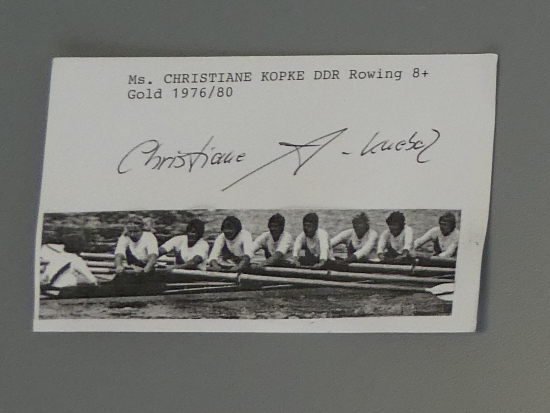 Ms. CHRISTIANE KOPKE DDR Rowing 8+
Gold 1976/80
Christiane